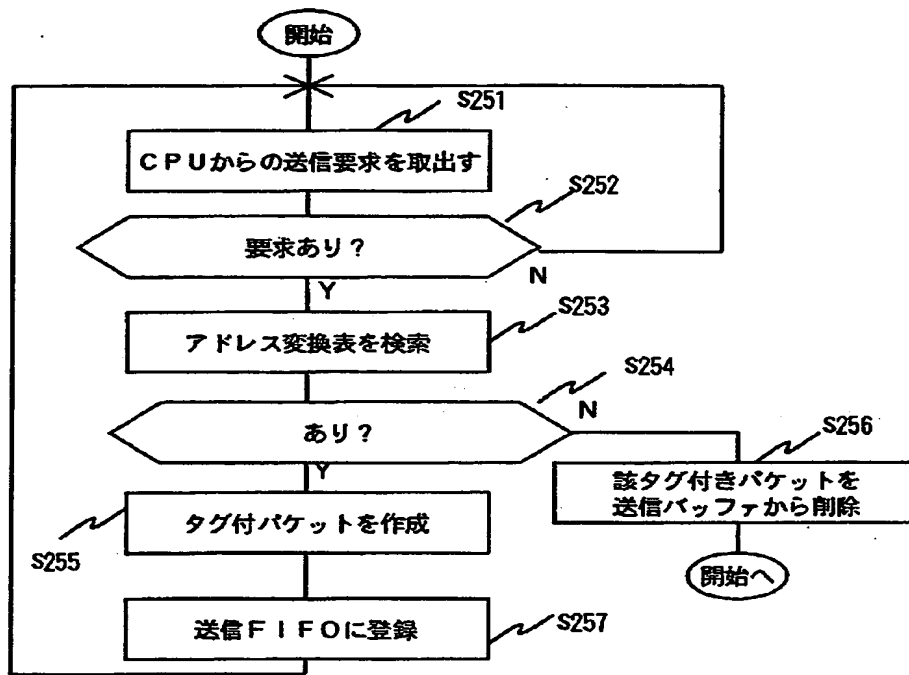 開始
S251
CPUからの送信要求を取出す
S252
要求あり?
N
Y
S253
アドレス変換表を検索
S254
あり?
N
Y
S256
該タグ付きパケットを
送信バッファから削除
タグ付パケットを作成
S255
開始へ
送信FIFOに登録
S257